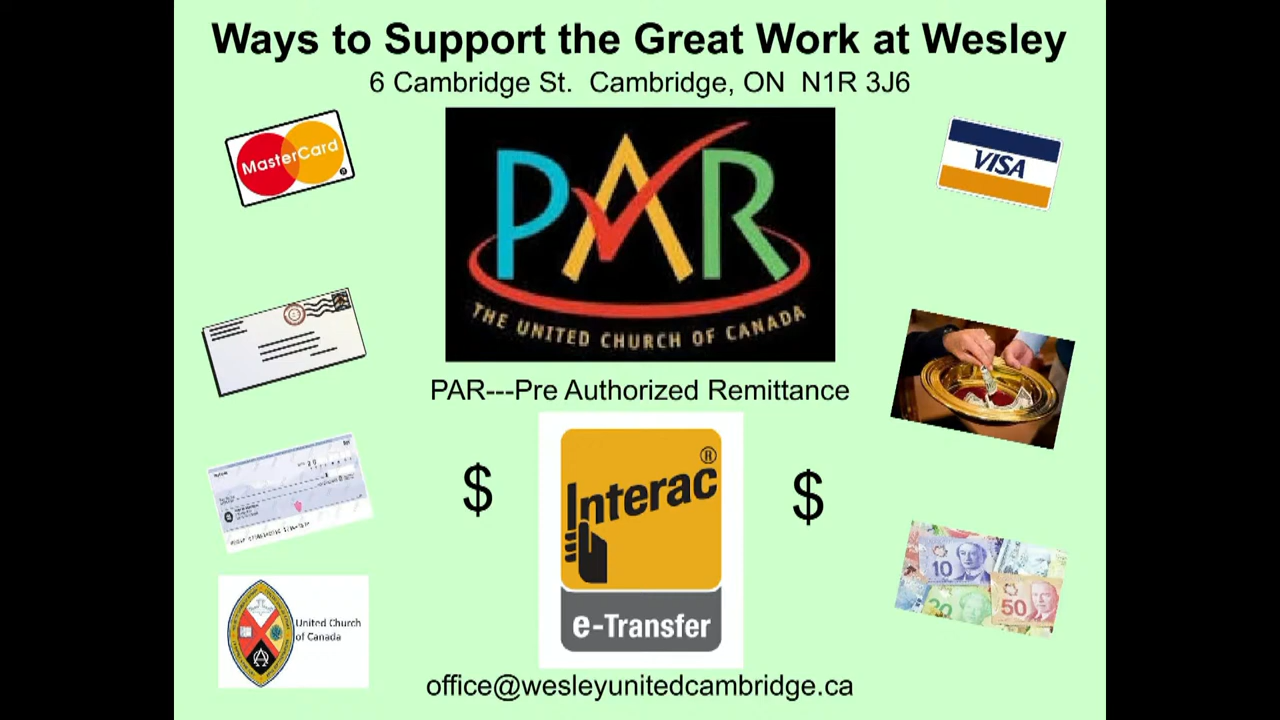 Ways to Support the Great Work at Wesley
6 Cambridge St. Cambridge, ON N1R 3J6
MasterCard
VISA
PAR
THE UNITED CHURCH OF CANADA
PAR---Pre Authorized Remittance
$
$
Interac®
e-Transfer
10
20
50
United Church
of Canada
office@wesleyunitedcambridge.ca